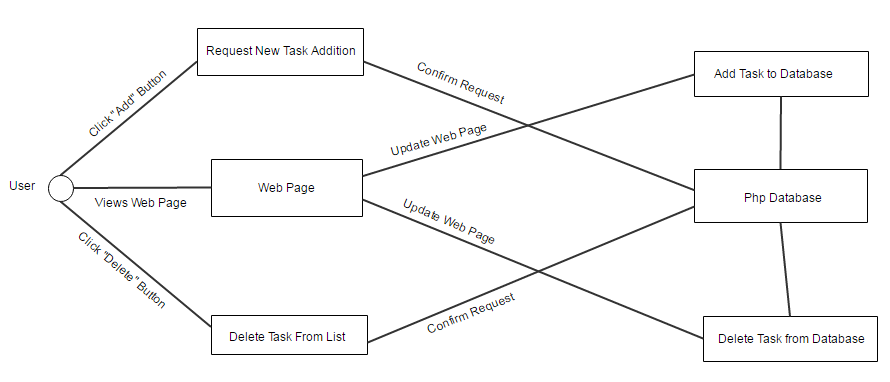 Request New Task Addition
Confirm Request
Add Task to Database
Click "Add" Button
Update Web Page
User
Web Page
Views Web Page
Php Database
Update Web Page
Click "Delete" Button
Confirm Request
Delete Task From List
Delete Task from Database